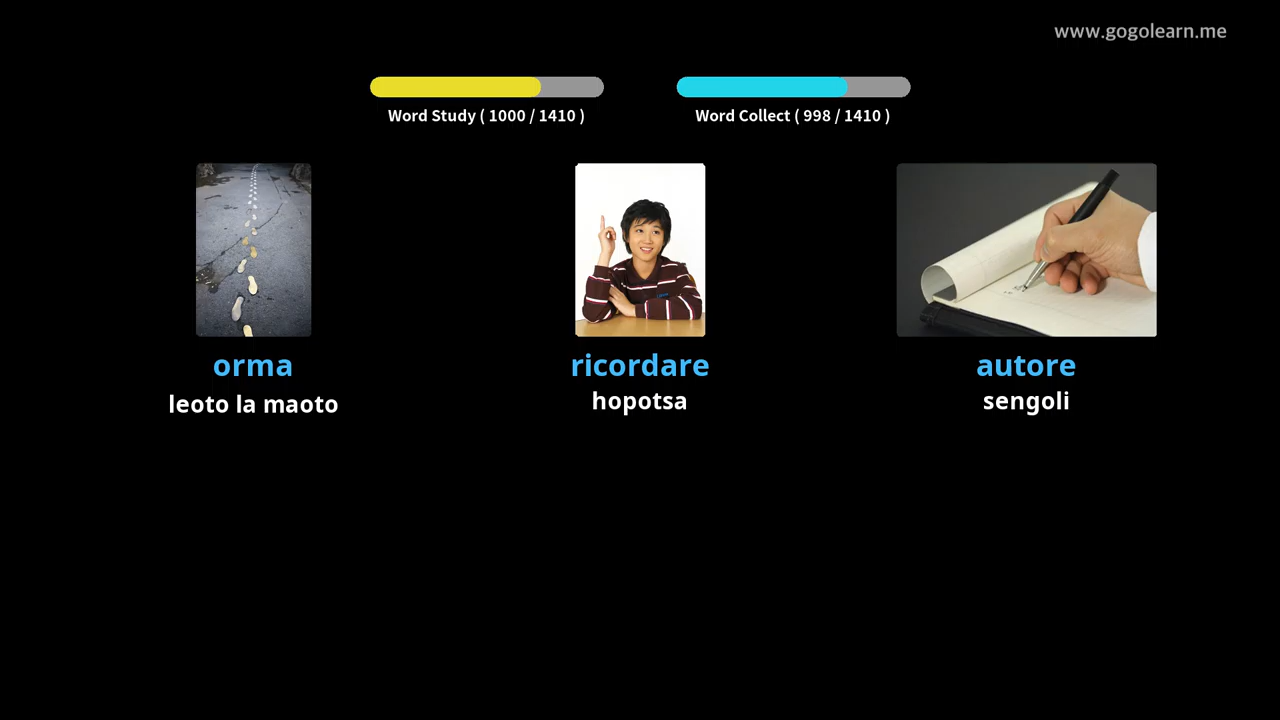 www.gogolearn.me
Word Study ( 1000 / 1410 )
Word Collect ( 998 / 1410 )
orma
ricordare
autore
leoto la maoto
hopotsa
sengoli